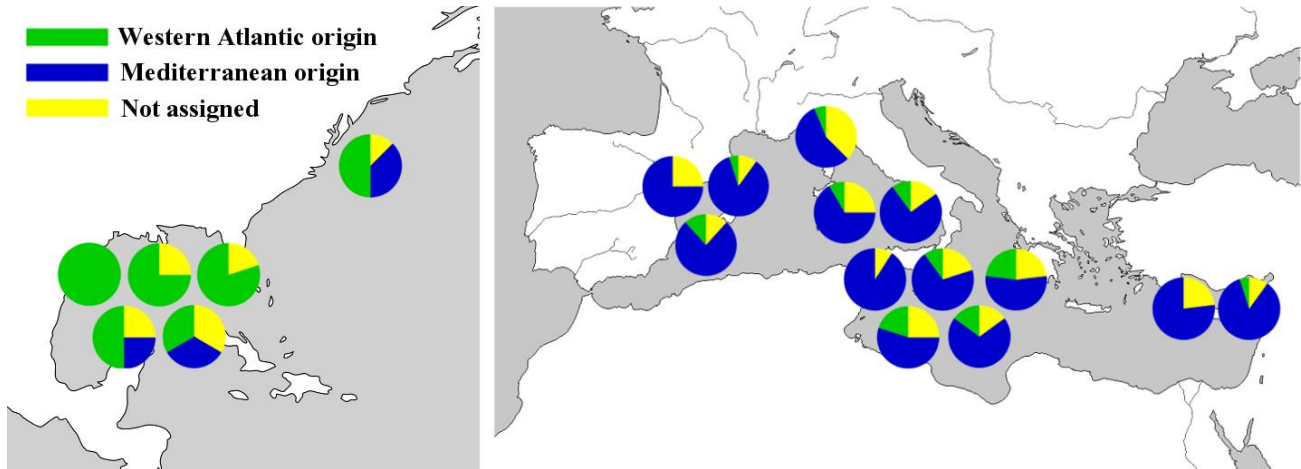 Western Atlantic origin
Mediterranean origin
Not assigned